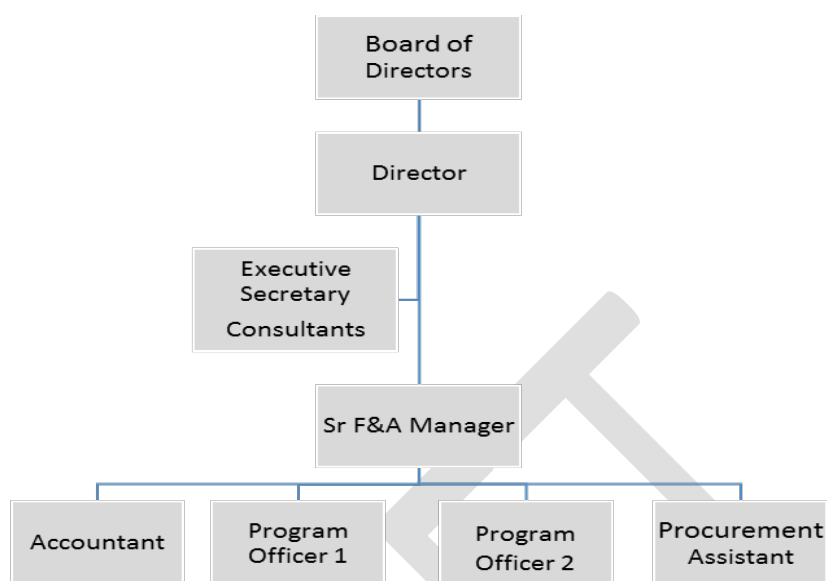 Board of
Directors
Director
Executive
Secretary
Consultants
Sr F&A Manager
Accountant
Program
Officer 1
Program
Officer 2
Procurement
Assistant